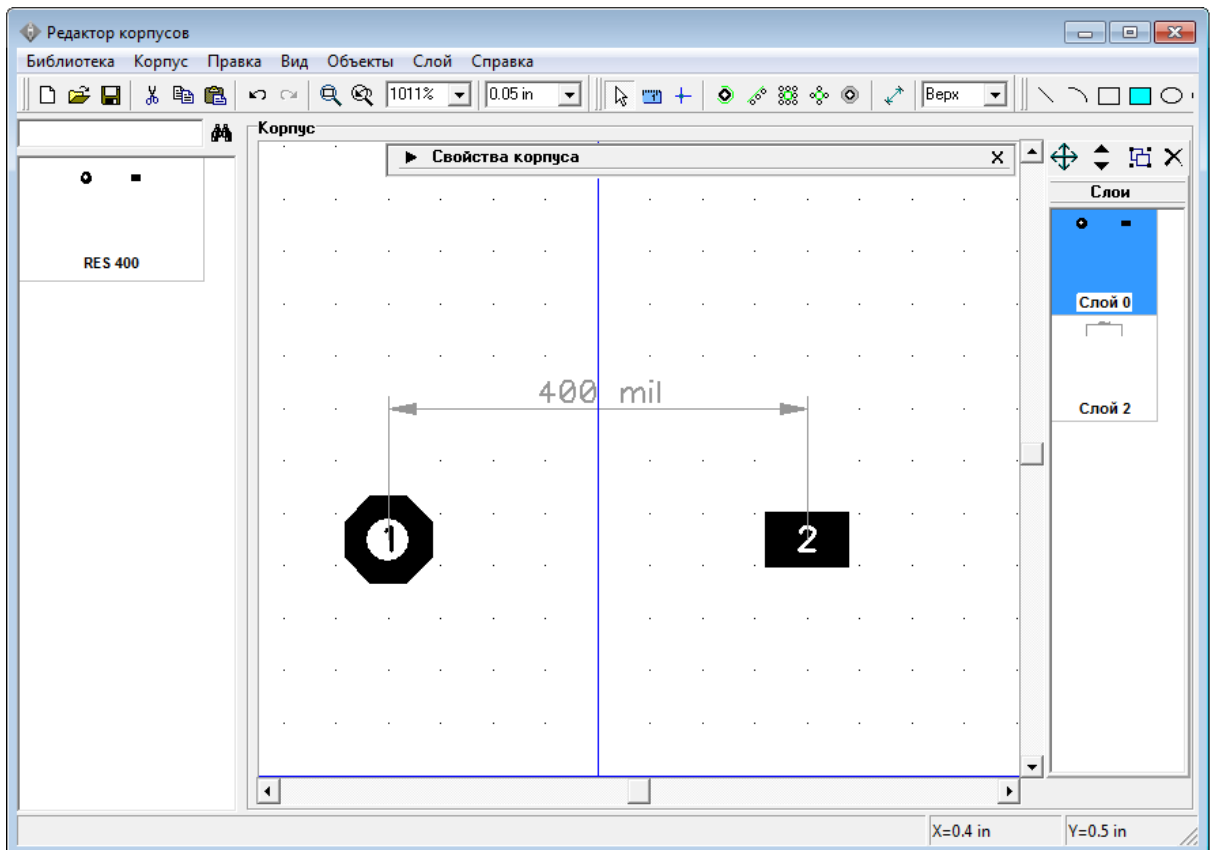 Редактор корпусов
Библиотека Корпус Правка Вид Объекты Слой Справка
1011% 0.05 in Верх
Корпус
Свойства корпуса
X
Слои
RES 400
Слой 0
400 mil
Слой 2
1
2
X=0.4 in Y=0.5 in